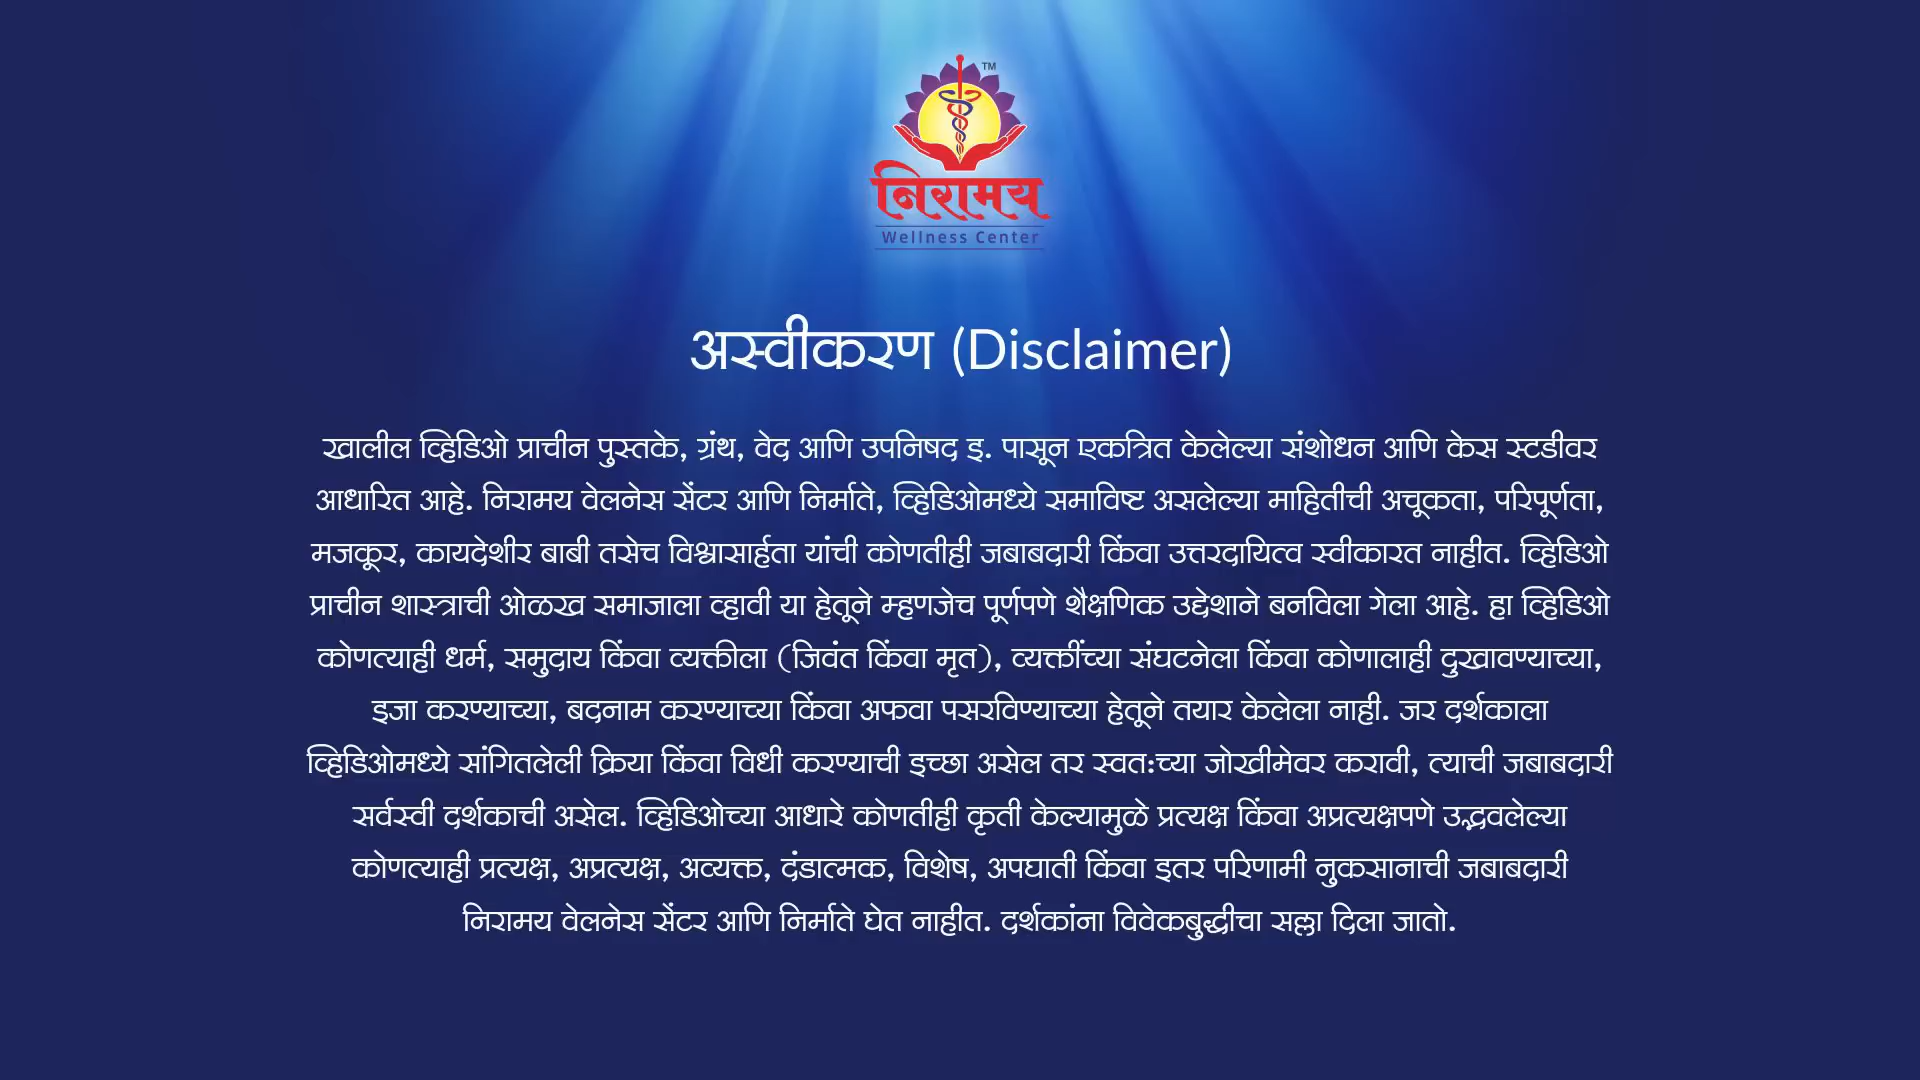 TM
निरामय
Wellness Center
अस्वीकरण (Disclaimer)
खालील व्हिडिओ प्राचीन पुस्तके, ग्रंथ, वेद आणि उपनिषद इ. पासून एकत्रित केलेल्या संशोधन आणि केस स्टडीवर
आधारित आहे. निरामय वेलनेस सेंटर आणि निर्माते, व्हिडिओमध्ये समाविष्ट असलेल्या माहितीची अचूकता, परिपूर्णता,
मजकूर, कायदेशीर बाबी तसेच विश्वासार्हता यांची कोणतीही जबाबदारी किंवा उत्तरदायित्व स्वीकारत नाहीत. व्हिडिओ
प्राचीन शास्त्राची ओळख समाजाला व्हावी या हेतूने म्हणजेच पूर्णपणे शैक्षणिक उद्देशाने बनविला गेला आहे. हा व्हिडिओ
कोणत्याही धर्म, समुदाय किंवा व्यक्तीला (जिवंत किंवा मृत), व्यक्तींच्या संघटनेला किंवा कोणालाही दुखावण्याच्या,
इजा करण्याच्या, बदनाम करण्याच्या किंवा अफवा पसरविण्याच्या हेतूने तयार केलेला नाही. जर दर्शकाला
व्हिडिओमध्ये सांगितलेली क्रिया किंवा विधी करण्याची इच्छा असेल तर स्वतःच्या जोखीमेवर करावी, त्याची जबाबदारी
सर्वस्वी दर्शकाची असेल. व्हिडिओच्या आधारे कोणतीही कृती केल्यामुळे प्रत्यक्ष किंवा अप्रत्यक्षपणे उद्भवलेल्या
कोणत्याही प्रत्यक्ष, अप्रत्यक्ष, अव्यक्त, दंडात्मक, विशेष, अपघाती किंवा इतर परिणामी नुकसानाची जबाबदारी
निरामय वेलनेस सेंटर आणि निर्माते घेत नाहीत. दर्शकांना विवेकबुद्धीचा सल्ला दिला जातो.